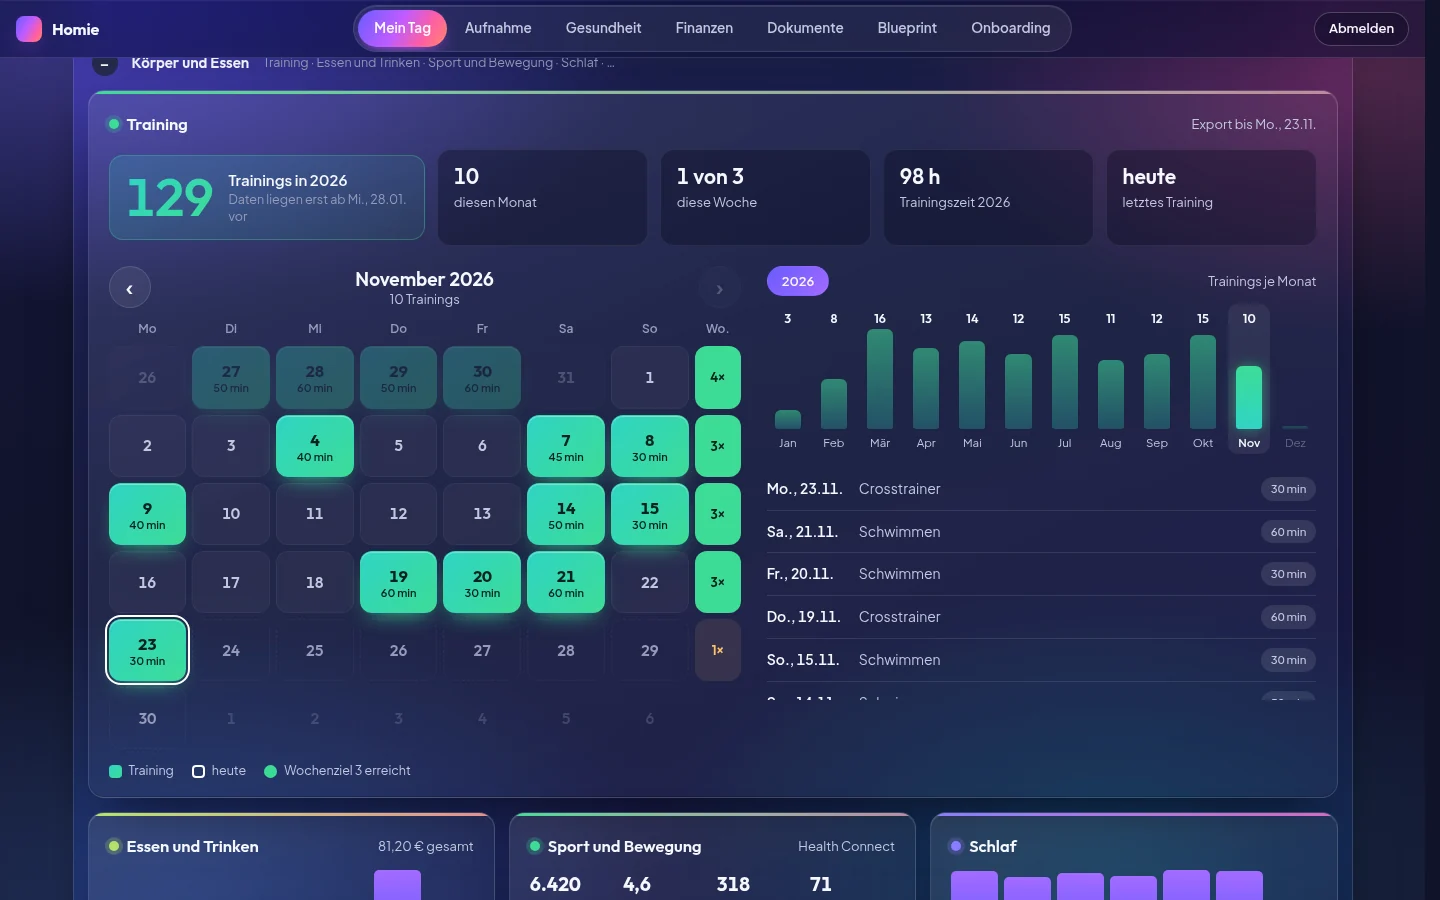 Homie
Mein Tag
Aufnahme
Gesundheit
Finanzen
Dokumente
Blueprint
Onboarding
Abmelden
Körper und Essen
Training · Essen und Trinken · Sport und Bewegung · Schlaf · ...
Training
Export bis Mo., 23.11.
129
Trainings in 2026
Daten liegen erst ab Mi., 28.01.
vor
10
diesen Monat
1 von 3
diese Woche
98 h
Trainingszeit 2026
heute
letztes Training
‹
November 2026
10 Trainings
›
Mo Di Mi Do Fr Sa So Wo.
26
27
50 min
28
60 min
29
50 min
30
60 min
31
1
4×
2
3
4
40 min
5
6
7
45 min
8
30 min
3×
9
40 min
10
11
12
13
14
50 min
15
30 min
3×
16
17
18
19
60 min
20
30 min
21
60 min
22
3×
23
30 min
24
25
26
27
28
29
1×
30 1 2 3 4 5 6
Training
heute
Wochenziel 3 erreicht
2026
Trainings je Monat
3 8 16 13 14 12 15 11 12 15 10
Jan Feb Mär Apr Mai Jun Jul Aug Sep Okt Nov Dez
Mo., 23.11. Crosstrainer 30 min
Sa., 21.11. Schwimmen 60 min
Fr., 20.11. Schwimmen 30 min
Do., 19.11. Crosstrainer 60 min
So., 15.11. Schwimmen 30 min
Essen und Trinken
81,20 € gesamt
Sport und Bewegung
Health Connect
6.420
4,6
318
71
Schlaf